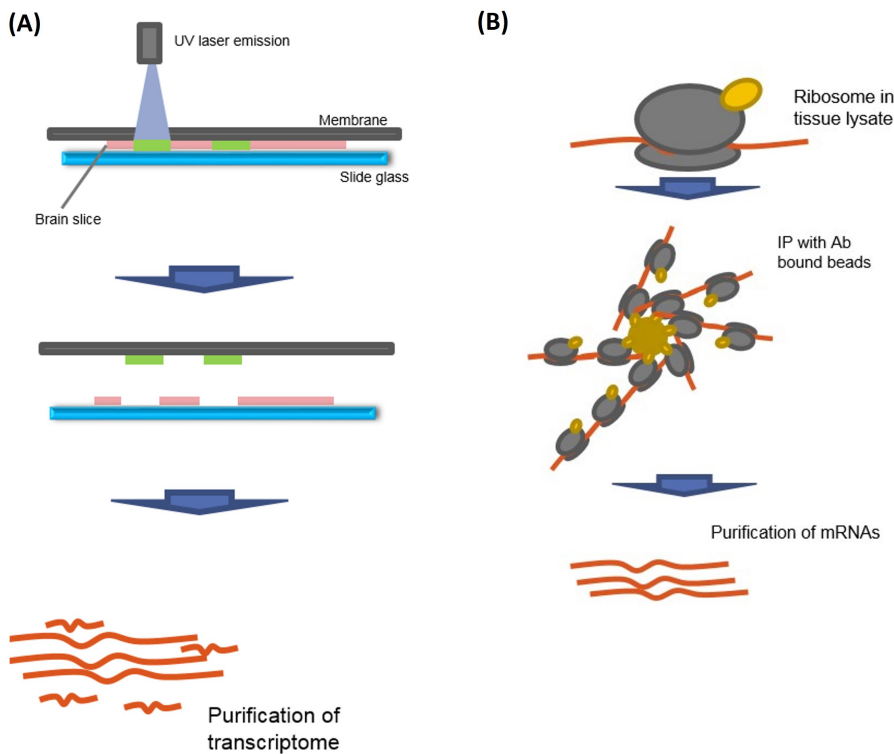 (A)
UV laser emission
Membrane
Slide glass
Brain slice
Purification of
transcriptome
(B)
Ribosome in
tissue lysate
IP with Ab
bound beads
Purification of mRNAs